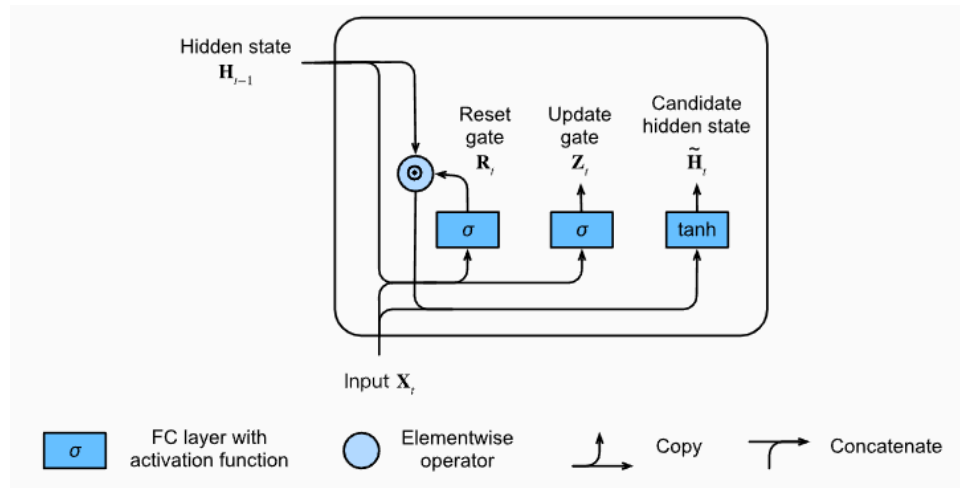 Hidden state
H_{t-1}
Reset
gate
R_t
Update
gate
Z_t
Candidate
hidden state
H̃_t
⊙
σ
σ
tanh
Input X_t
σ
FC layer with
activation function
Elementwise
operator
Copy
Concatenate